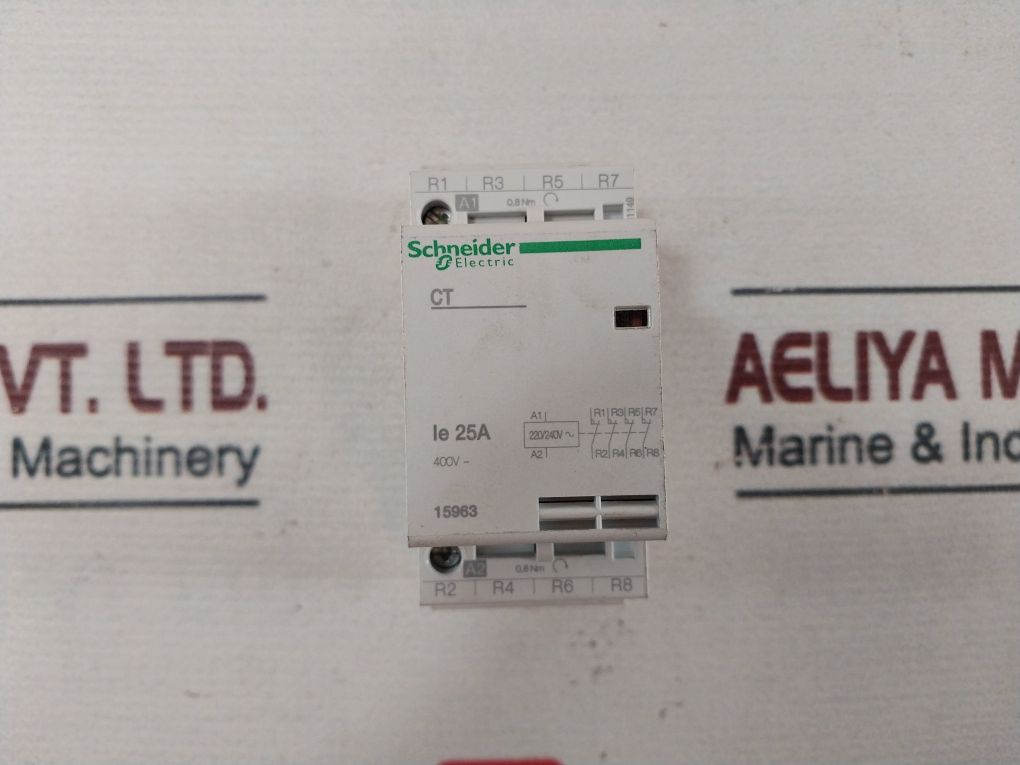 R1 R3 R5 R7
A1 0,8 Nm
1140
Schneider
Electric
CT
A1 R1 R3 R5 R7
Ie 25A 220/240V ~
400V ~ A2 R2 R4 R6 R8
15963
A2 0,8 Nm
R2 R4 R6 R8
VT. LTD.
Machinery
AELIYA M
Marine & Ind